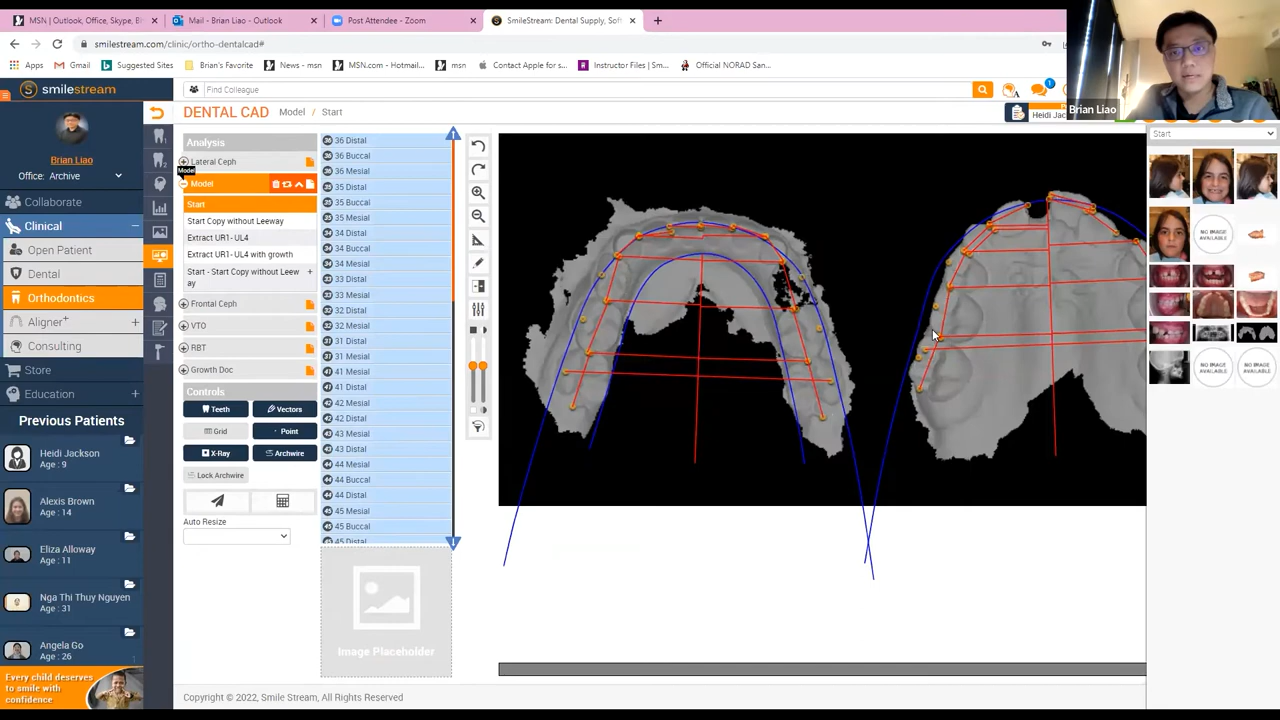 MSN | Outlook, Office, Skype, Bi
Mail - Brian Liao - Outlook
Post Attendee - Zoom
SmileStream: Dental Supply, Sof
smilestream.com/clinic/ortho-dentalcad#
Apps
Gmail
Suggested Sites
Brian's Favorite
News - msn
MSN.com - Hotmail...
msn
Contact Apple for s...
Instructor Files | Sm...
Official NORAD San...
Brian Liao
smilestream
Find Colleague
1
DENTAL CAD
Model / Start
Heidi Jac
Brian Liao
Office: Archive
Collaborate
Clinical
Open Patient
Dental
Orthodontics
Aligner+
Consulting
Store
Education
Previous Patients
Heidi Jackson
Age : 9
Alexis Brown
Age : 14
Eliza Alloway
Age : 11
Nga Thi Thuy Nguyen
Age : 31
Angela Go
Age : 26
Every child deserves
to smile with
confidence
Analysis
Lateral Ceph
Model
Model
Start
Start Copy without Leeway
Extract UR1- UL4
Extract UR1- UL4 with growth
Start - Start Copy without Leew
ay
Frontal Ceph
VTO
RBT
Growth Doc
Controls
Teeth
Vectors
Grid
Point
X-Ray
Archwire
Lock Archwire
Auto Resize
36 Distal
36 Buccal
36 Mesial
35 Distal
35 Buccal
35 Mesial
34 Distal
34 Buccal
34 Mesial
33 Distal
33 Mesial
32 Distal
32 Mesial
31 Distal
31 Mesial
41 Mesial
41 Distal
42 Mesial
42 Distal
43 Mesial
43 Distal
44 Mesial
44 Buccal
44 Distal
45 Mesial
45 Buccal
45 Distal
Image Placeholder
Start
NO IMAGE
AVAILABLE
NO IMAGE
AVAILABLE
NO IMAGE
AVAILABLE
Copyright © 2022, Smile Stream, All Rights Reserved